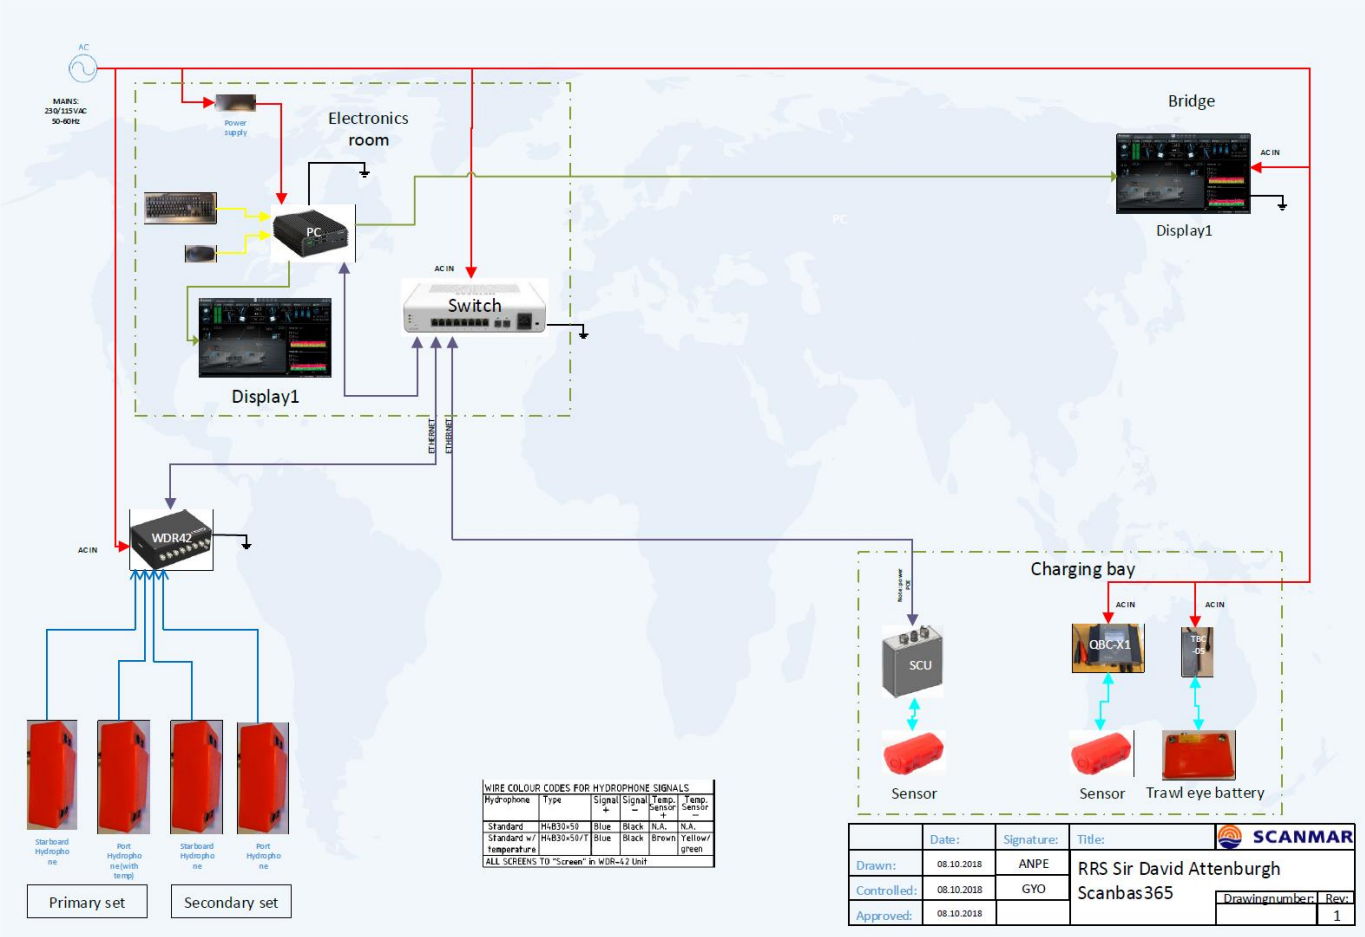 AC
MAINS:
230/115VAC
50-60Hz
Power
supply
Electronics
room
Bridge
AC IN
PC
PC
Display1
AC IN
Switch
Display1
ETHERNET
ETHERNET
WDR42
AC IN
Charging bay
Note: power
POE
AC IN
AC IN
SCU
QBC-X1
TBC
-05
Sensor
Sensor
Trawl eye battery
Starboard
Hydropho
ne
Port
Hydropho
ne(with
temp)
Starboard
Hydropho
ne
Port
Hydropho
ne
Primary set
Secondary set
WIRE COLOUR CODES FOR HYDROPHONE SIGNALS
Hydrophone Type Signal + Signal - Temp. Sensor + Temp. Sensor -
Standard H4B30×50 Blue Black N.A. N.A.
Standard w/ temperature H4B30×50/T Blue Black Brown Yellow/ green
ALL SCREENS TO "Screen" in WDR-42 Unit
Date: Signature: Title: SCANMAR
Drawn: 08.10.2018 ANPE
RRS Sir David Attenburgh
Controlled: 08.10.2018 GYO
Scanbas365
Drawingnumber: Rev:
Approved: 08.10.2018
1